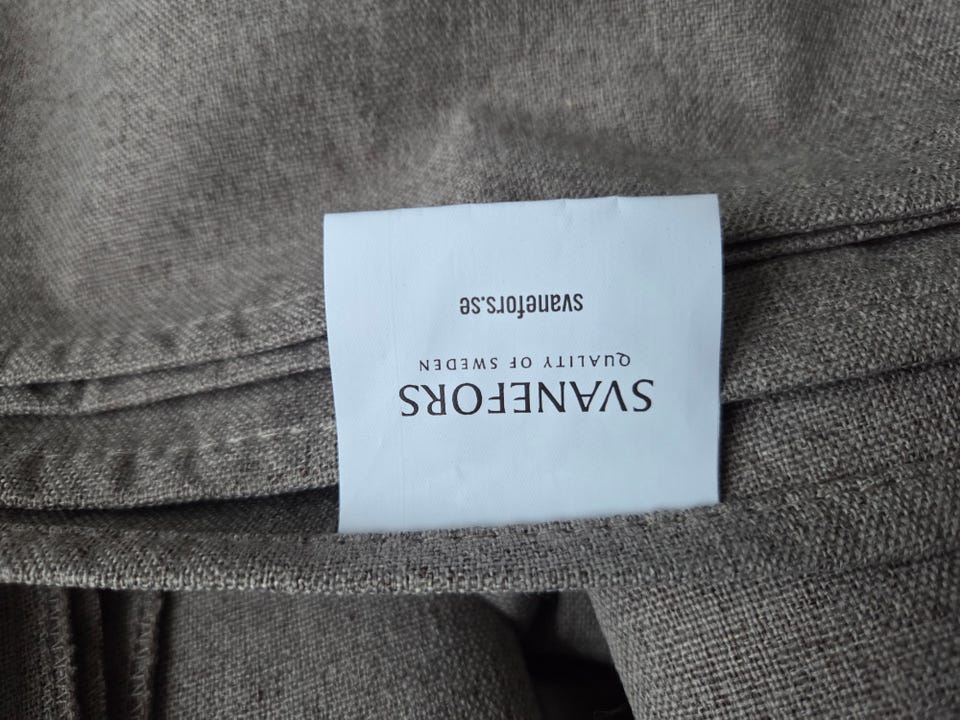 SVANEFORS
QUALITY OF SWEDEN
svanefors.se